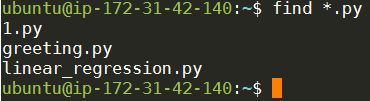 ubuntu@ip-172-31-42-140:~$ find *.py
1.py
greeting.py
linear_regression.py
ubuntu@ip-172-31-42-140:~$